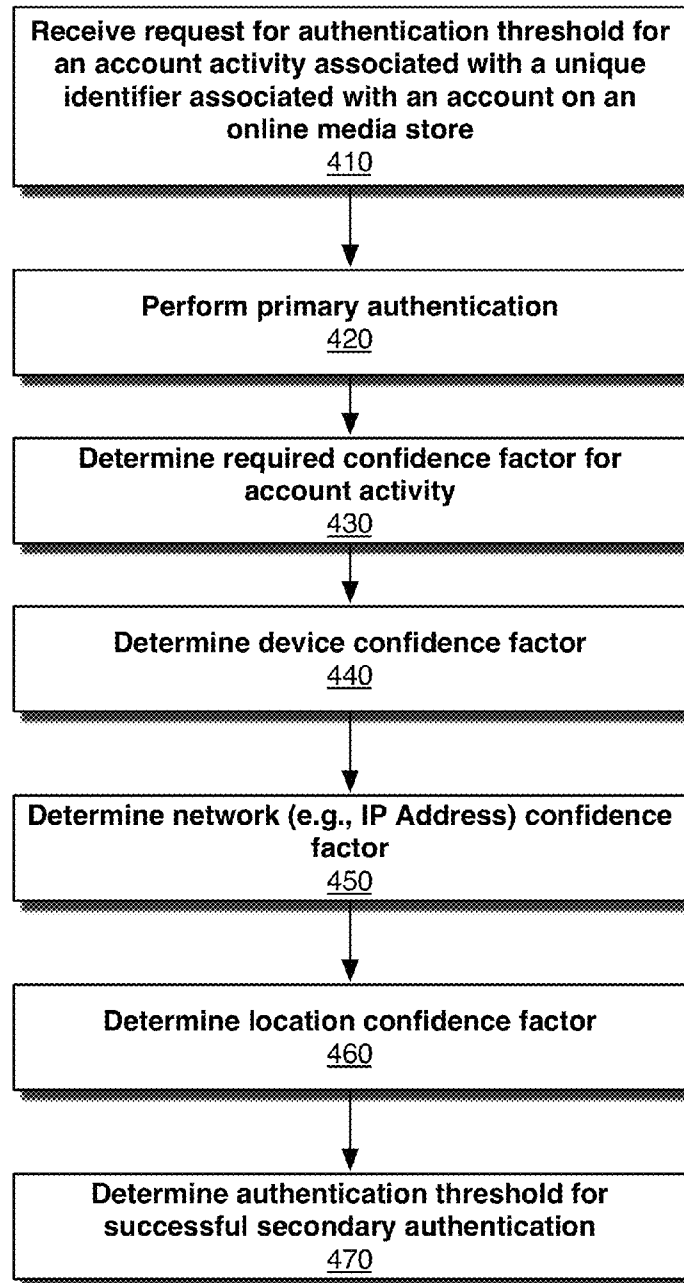 Receive request for authentication threshold for
an account activity associated with a unique
identifier associated with an account on an
online media store
410
Perform primary authentication
420
Determine required confidence factor for
account activity
430
Determine device confidence factor
440
Determine network (e.g., IP Address) confidence
factor
450
Determine location confidence factor
460
Determine authentication threshold for
successful secondary authentication
470